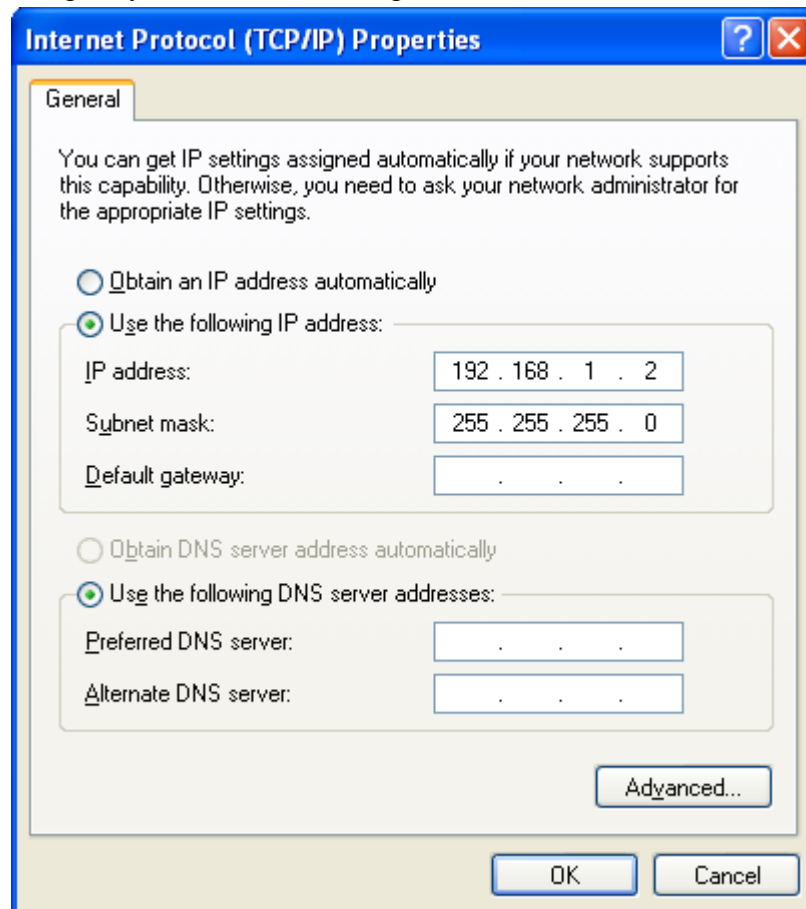 Internet Protocol (TCP/IP) Properties
General
You can get IP settings assigned automatically if your network supports
this capability. Otherwise, you need to ask your network administrator for
the appropriate IP settings.
Obtain an IP address automatically
Use the following IP address:
IP address: 192 . 168 . 1 . 2
Subnet mask: 255 . 255 . 255 . 0
Default gateway: . . .
Obtain DNS server address automatically
Use the following DNS server addresses:
Preferred DNS server: . . .
Alternate DNS server: . . .
Advanced...
OK Cancel